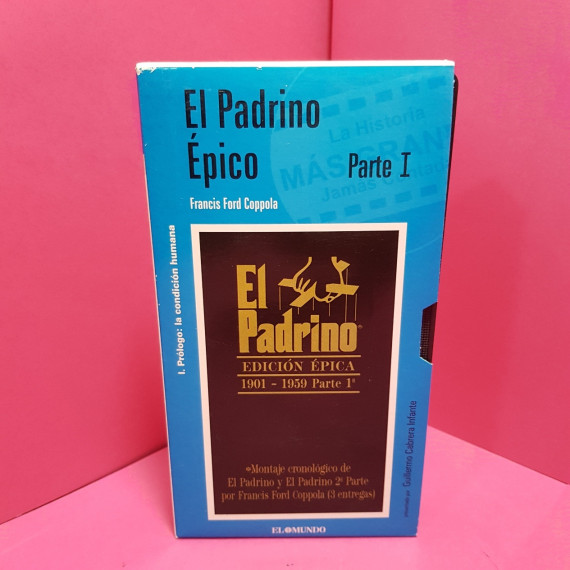 El Padrino
Épico
Parte I
Francis Ford Coppola
La Historia
MÁS GRAN
Jamás Contada
I. Prólogo: la condición humana
El
Padrino
EDICIÓN ÉPICA
1901 - 1959 Parte 1ª
*Montaje cronológico de
El Padrino y El Padrino 2ª Parte
por Francis Ford Coppola (3 entregas)
Guillermo Cabrera Infante
EL MUNDO